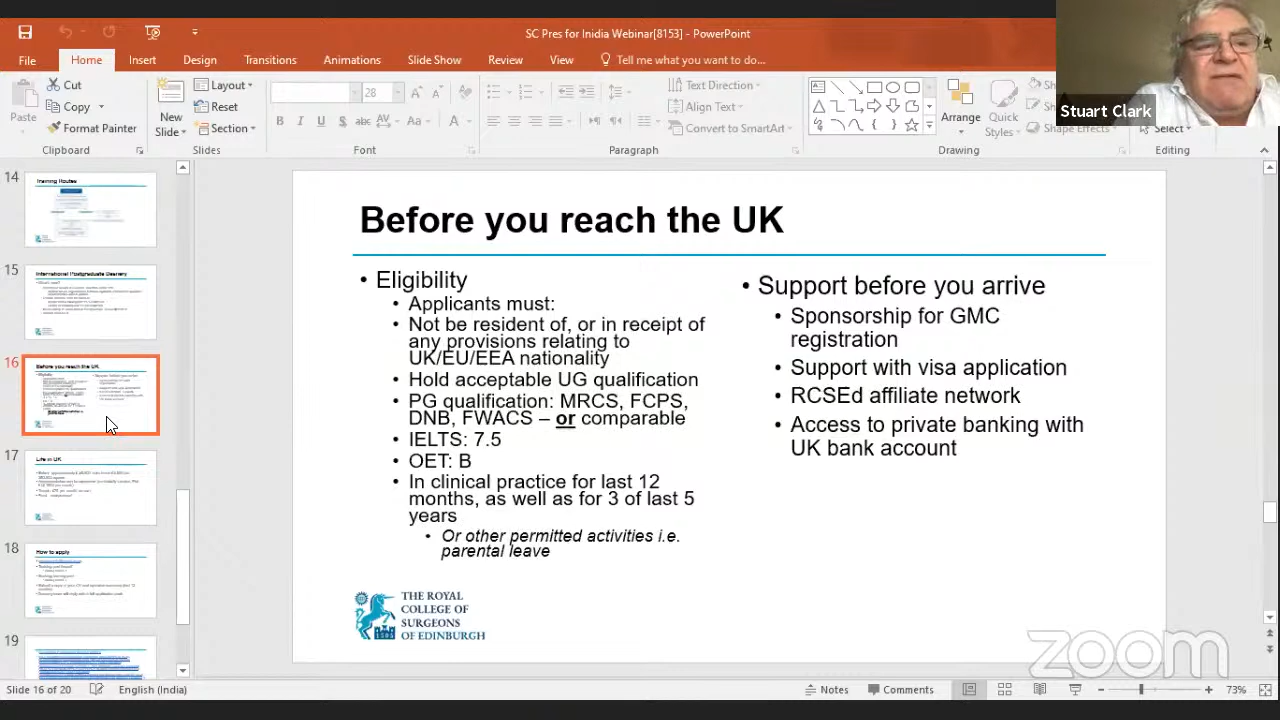 SC Pres for Inidia Webinar[8153] - PowerPoint
File Home Insert Design Transitions Animations Slide Show Review View Tell me what you want to do...
Cut
Copy
Format Painter
Paste
Clipboard
New
Slide
Layout
Reset
Section
Slides
28
Font
Text Direction
Align Text
Convert to SmartArt
Paragraph
Arrange
Quick
Styles
Shape Effects
Drawing
Select
Editing
Stuart Clark
14
Training Routes
15
International Postgraduate Deanery
16
Before you reach the UK
17
Life in UK
18
How to apply
19
Before you reach the UK
• Eligibility
• Applicants must:
• Not be resident of, or in receipt of
any provisions relating to
UK/EU/EEA nationality
• Hold acceptable UG qualification
• PG qualification: MRCS, FCPS,
DNB, FWACS – or comparable
• IELTS: 7.5
• OET: B
• In clinical practice for last 12
months, as well as for 3 of last 5
years
• Or other permitted activities i.e.
parental leave
• Support before you arrive
• Sponsorship for GMC
registration
• Support with visa application
• RCSEd affiliate network
• Access to private banking with
UK bank account
THE ROYAL
COLLEGE OF
SURGEONS
OF EDINBURGH
zoom
Slide 16 of 20 English (India) Notes Comments 73%